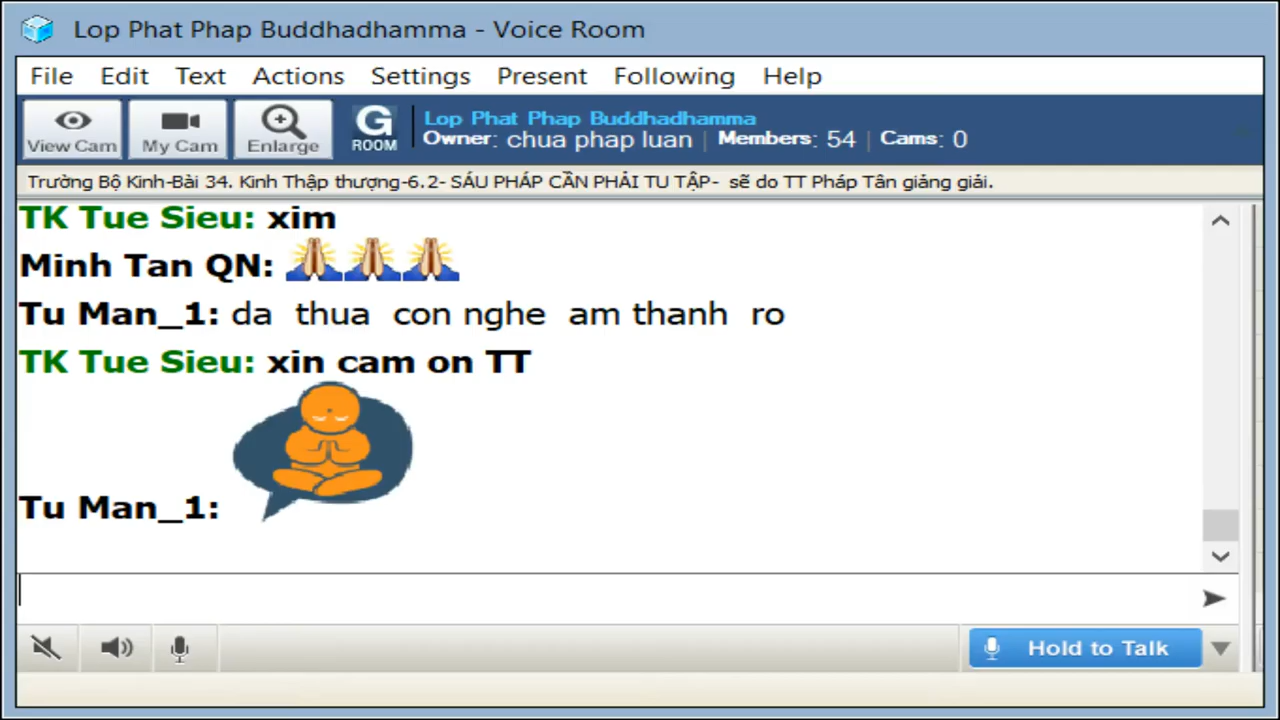 Lop Phat Phap Buddhadhamma - Voice Room
File Edit Text Actions Settings Present Following Help
View Cam My Cam Enlarge G ROOM
Lop Phat Phap Buddhadhamma
Owner: chua phap luan | Members: 54 | Cams: 0
Trường Bộ Kinh-Bài 34. Kinh Thập thượng-6.2- SÁU PHÁP CẦN PHẢI TU TẬP- sẽ do TT Pháp Tân giảng giải.
TK Tue Sieu: xim
Minh Tan QN:
Tu Man_1: da thua con nghe am thanh ro
TK Tue Sieu: xin cam on TT
Tu Man_1:
Hold to Talk